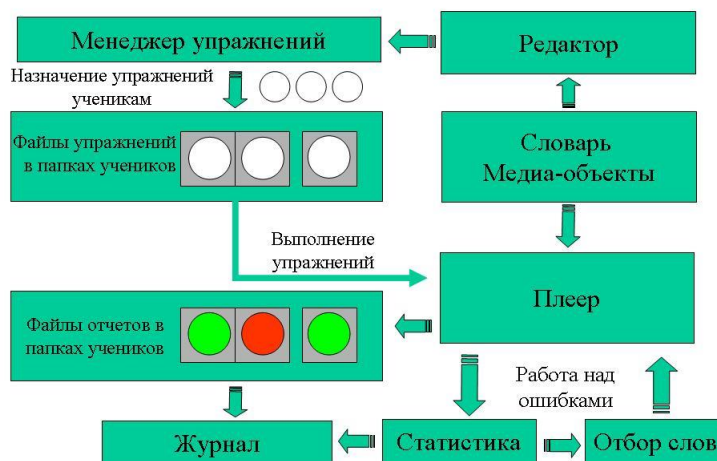 Менеджер упражнений
Редактор
Назначение упражнений
ученикам
Файлы упражнений
в папках учеников
Словарь
Медиа-объекты
Выполнение
упражнений
Плеер
Файлы отчетов в
папках учеников
Работа над
ошибками
Журнал
Статистика
Отбор слов